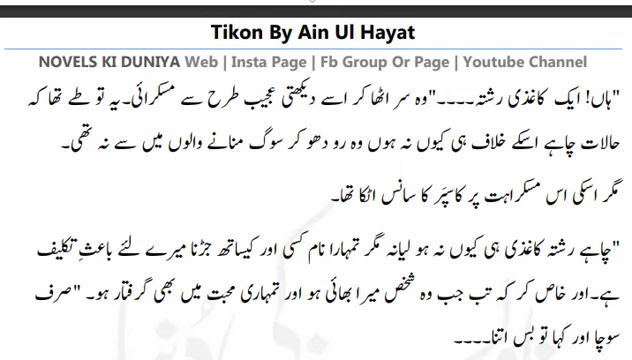 Tikon By Ain Ul Hayat
NOVELS KI DUNIYA Web | Insta Page | Fb Group Or Page | Youtube Channel
"ہاں! ایک کاغذی رشتہ۔۔۔۔"وہ سر اٹھا کر اسے دیکھتی عجیب طرح سے مسکرائی۔یہ تو طے تھا کہ
حالات چاہے اسکے خلاف ہی کیوں نہ ہوں وہ رو دھو کر سوگ منانے والوں میں سے نہ تھی۔
مگر اسکی اس مسکراہٹ پر کاسپَر کا سانس اٹکا تھا۔
"چاہے رشتہ کاغذی ہی کیوں نہ ہو لیانہ مگر تمہارا نام کسی اور کیساتھ جڑنا میرے لئے باعثِ تکلیف
ہے۔اور خاص کر کہ تب جب وہ شخص میرا بھائی ہو اور تمہاری محبت میں بھی گرفتار ہو۔"صرف
سوچا اور کہا تو بس اتنا۔۔۔۔